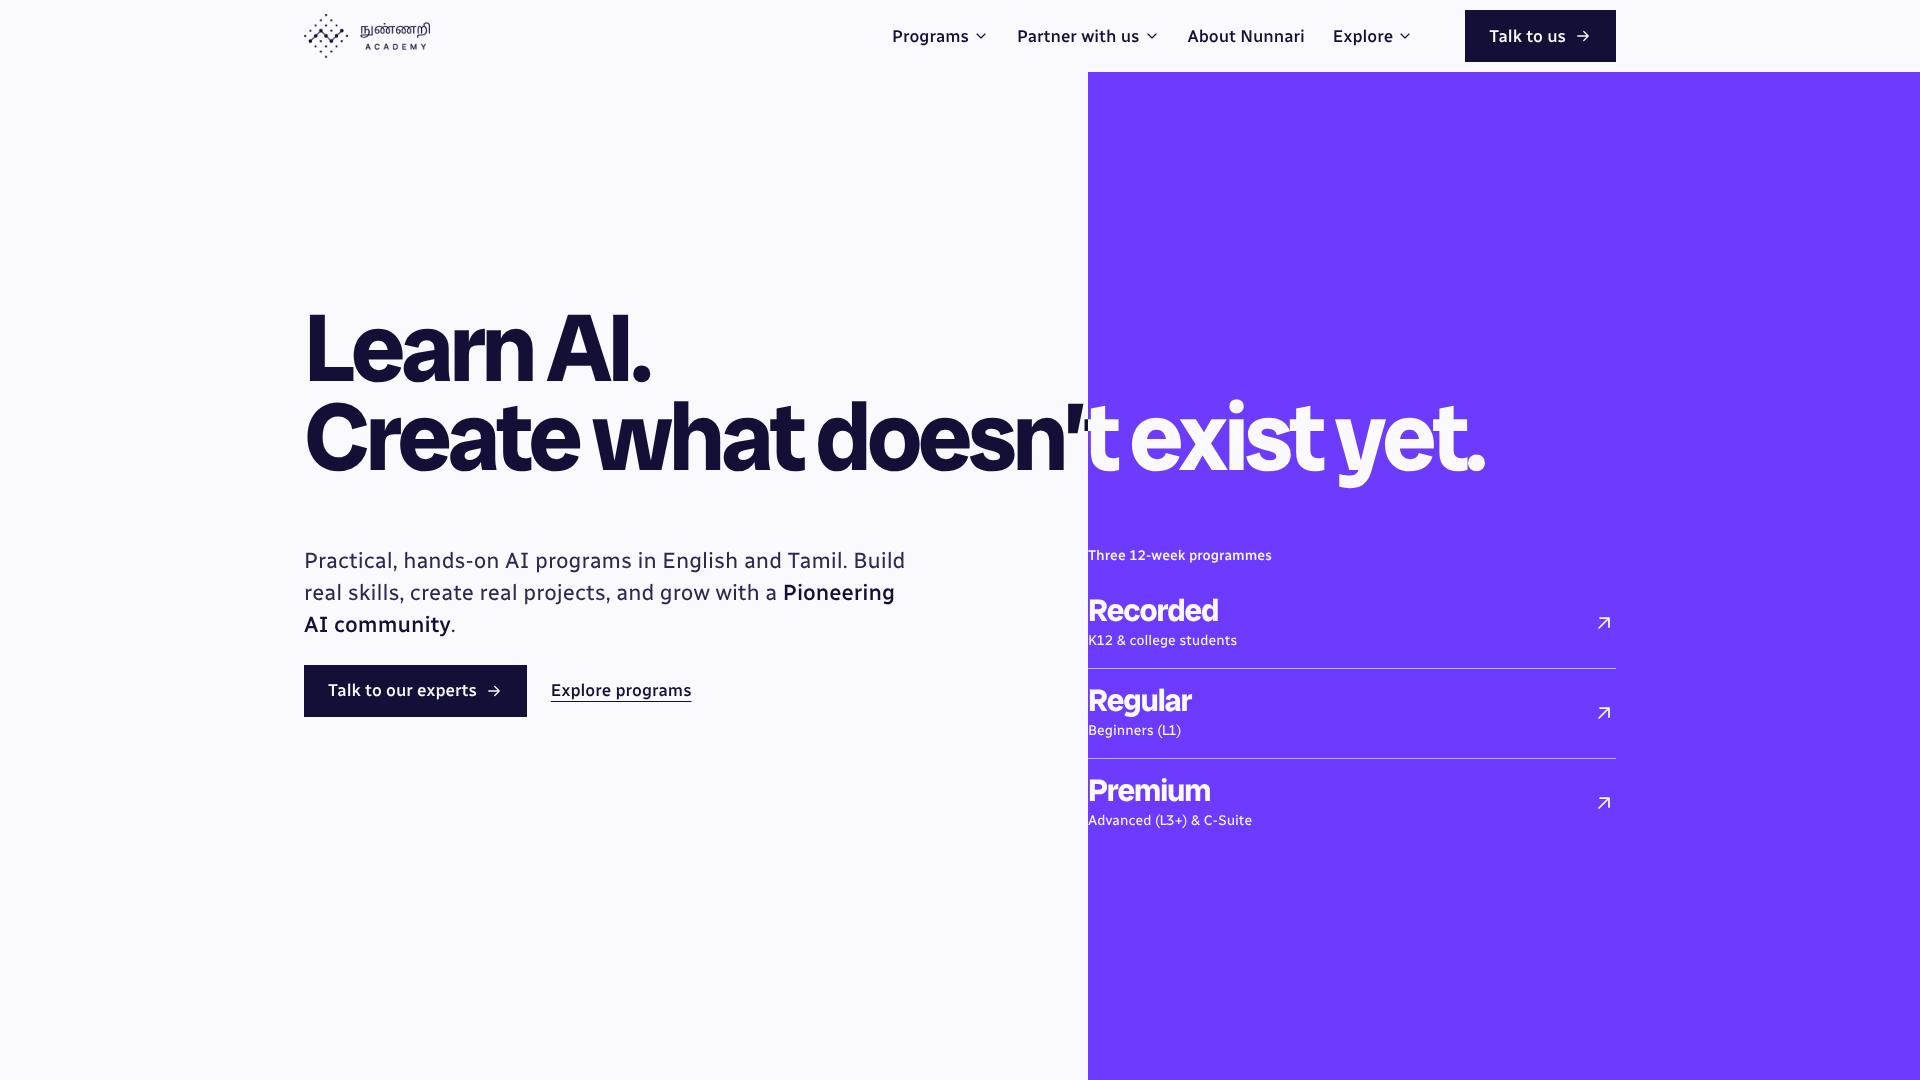 நுண்ணறி
ACADEMY
Programs
Partner with us
About Nunnari
Explore
Talk to us
Learn AI.
Create what doesn't exist yet.
Practical, hands-on AI programs in English and Tamil. Build
real skills, create real projects, and grow with a Pioneering
AI community.
Talk to our experts
Explore programs
Three 12-week programmes
Recorded
K12 & college students
Regular
Beginners (L1)
Premium
Advanced (L3+) & C-Suite